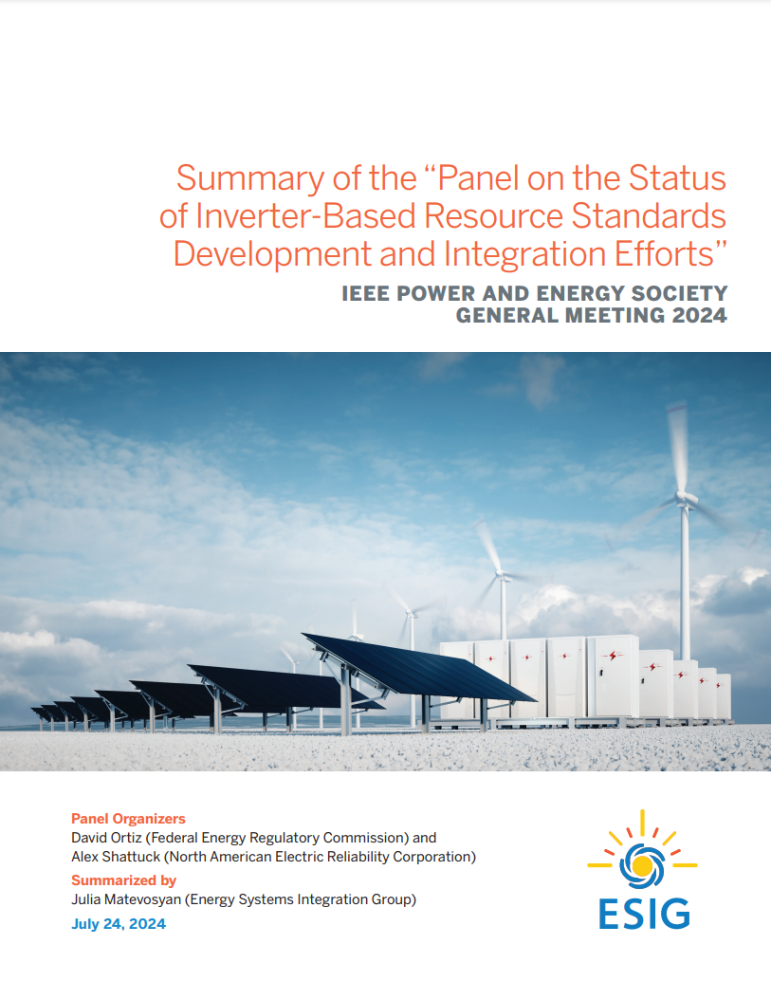 Summary of the “Panel on the Status
of Inverter-Based Resource Standards
Development and Integration Efforts”
IEEE POWER AND ENERGY SOCIETY
GENERAL MEETING 2024
Panel Organizers
David Ortiz (Federal Energy Regulatory Commission) and
Alex Shattuck (North American Electric Reliability Corporation)
Summarized by
Julia Matevosyan (Energy Systems Integration Group)
July 24, 2024
ESIG